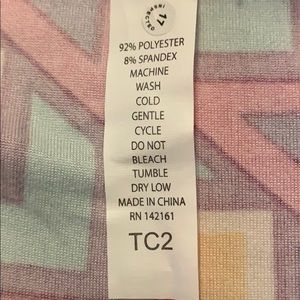 INSPECTED
17
92% POLYESTER
8% SPANDEX
MACHINE
WASH
COLD
GENTLE
CYCLE
DO NOT
BLEACH
TUMBLE
DRY LOW
MADE IN CHINA
RN 142161
TC2